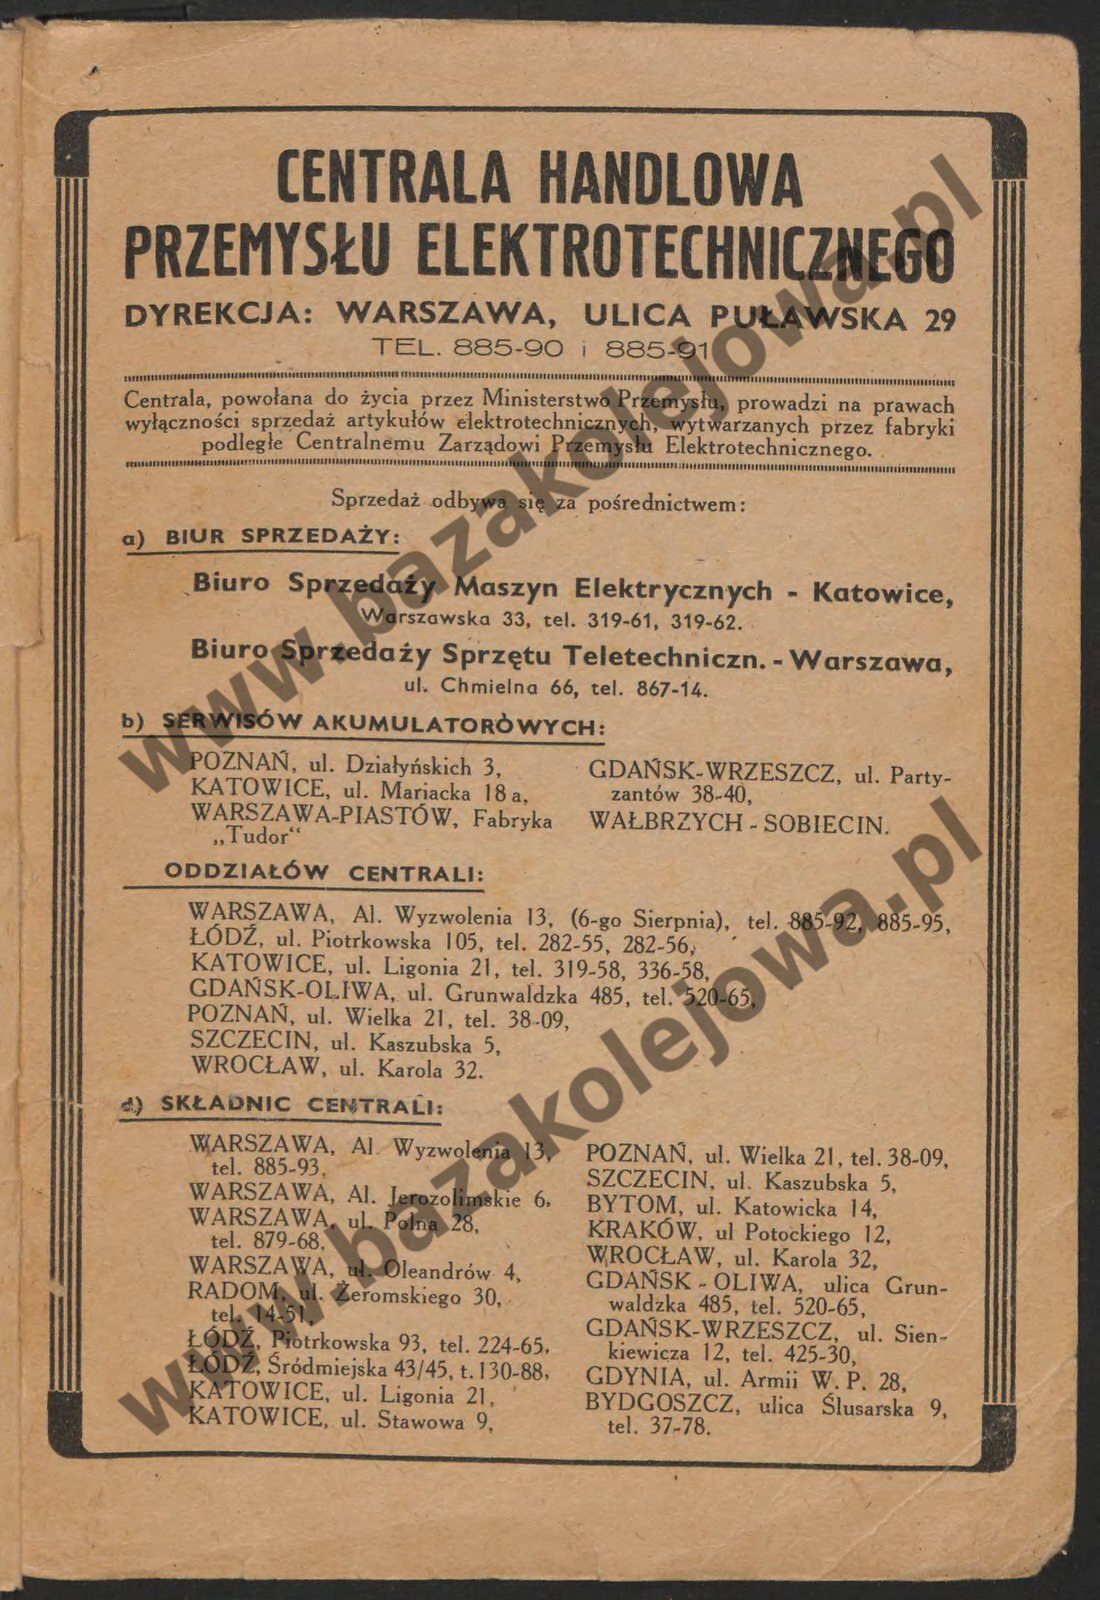 CENTRALA HANDLOWA
PRZEMYSŁU ELEKTROTECHNICZNEGO
DYREKCJA: WARSZAWA, ULICA PUŁAWSKA 29
TEL. 885-90 i 885-91
Centrala, powołana do życia przez Ministerstwo Przemysłu, prowadzi na prawach
wyłączności sprzedaż artykułów elektrotechnicznych, wytwarzanych przez fabryki
podległe Centralnemu Zarządowi Przemysłu Elektrotechnicznego.
Sprzedaż odbywa się za pośrednictwem:
a) BIUR SPRZEDAŻY:
Biuro Sprzedaży Maszyn Elektrycznych - Katowice,
Warszawska 33, tel. 319-61, 319-62.
Biuro Sprzedaży Sprzętu Teletechniczn. - Warszawa,
ul. Chmielna 66, tel. 867-14.
b) SERWISÓW AKUMULATORÓWYCH:
POZNAŃ, ul. Działyńskich 3,
KATOWICE, ul. Mariacka 18a,
WARSZAWA-PIASTÓW, Fabryka
„Tudor"
GDAŃSK-WRZESZCZ, ul. Party-
zantów 38-40,
WAŁBRZYCH - SOBIECIN.
ODDZIAŁÓW CENTRALI:
WARSZAWA, Al. Wyzwolenia 13, (6-go Sierpnia), tel. 885-92, 885-95,
ŁÓDŹ, ul. Piotrkowska 105, tel. 282-55, 282-56,
KATOWICE, ul. Ligonia 21, tel. 319-58, 336-58,
GDAŃSK-OLIWA, ul. Grunwaldzka 485, tel. 520-65,
POZNAŃ, ul. Wielka 21, tel. 38-09,
SZCZECIN, ul. Kaszubska 5,
WROCŁAW, ul. Karola 32.
d) SKŁADNIC CENTRALI:
WARSZAWA, Al. Wyzwolenia 13,
tel. 885-93,
WARSZAWA, Al. Jerozolimskie 6,
WARSZAWA, ul. Polna 28,
tel. 879-68,
WARSZAWA, ul. Oleandrów 4,
RADOM, ul. Żeromskiego 30,
tel. 14-51,
ŁÓDŹ, Piotrkowska 93, tel. 224-65,
ŁÓDŹ, Śródmiejska 43/45, t. 130-88,
KATOWICE, ul. Ligonia 21,
KATOWICE, ul. Stawowa 9,
POZNAŃ, ul. Wielka 21, tel. 38-09,
SZCZECIN, ul. Kaszubska 5,
BYTOM, ul. Katowicka 14,
KRAKÓW, ul Potockiego 12,
WROCŁAW, ul. Karola 32,
GDAŃSK - OLIWA, ulica Grun-
waldzka 485, tel. 520-65,
GDAŃSK-WRZESZCZ, ul. Sien-
kiewicza 12, tel. 425-30,
GDYNIA, ul. Armii W. P. 28,
BYDGOSZCZ, ulica Ślusarska 9,
tel. 37-78.
www.bazakolejowa.pl
www.bazakolejowa.pl